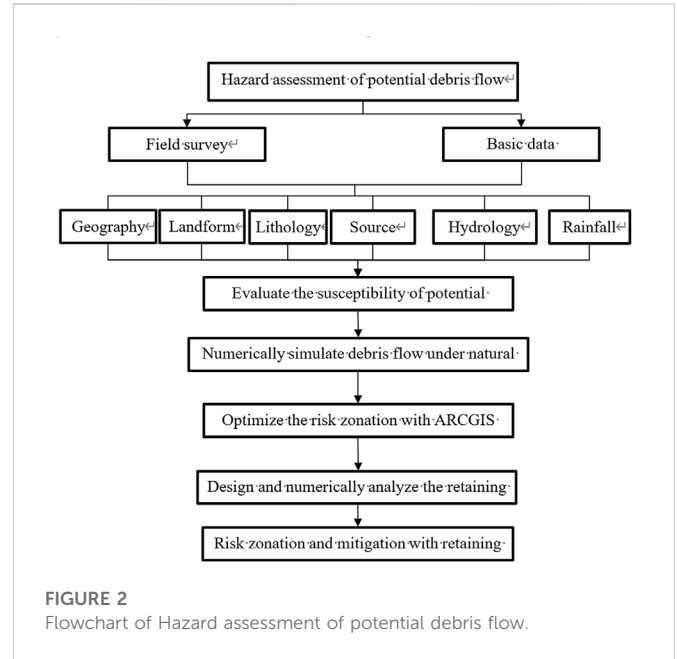 Hazard assessment of potential debris flow
Field survey
Basic data
Geography
Landform
Lithology
Source
Hydrology
Rainfall
Evaluate the susceptibility of potential
Numerically simulate debris flow under natural
Optimize the risk zonation with ARCGIS
Design and numerically analyze the retaining
Risk zonation and mitigation with retaining
FIGURE 2
Flowchart of Hazard assessment of potential debris flow.